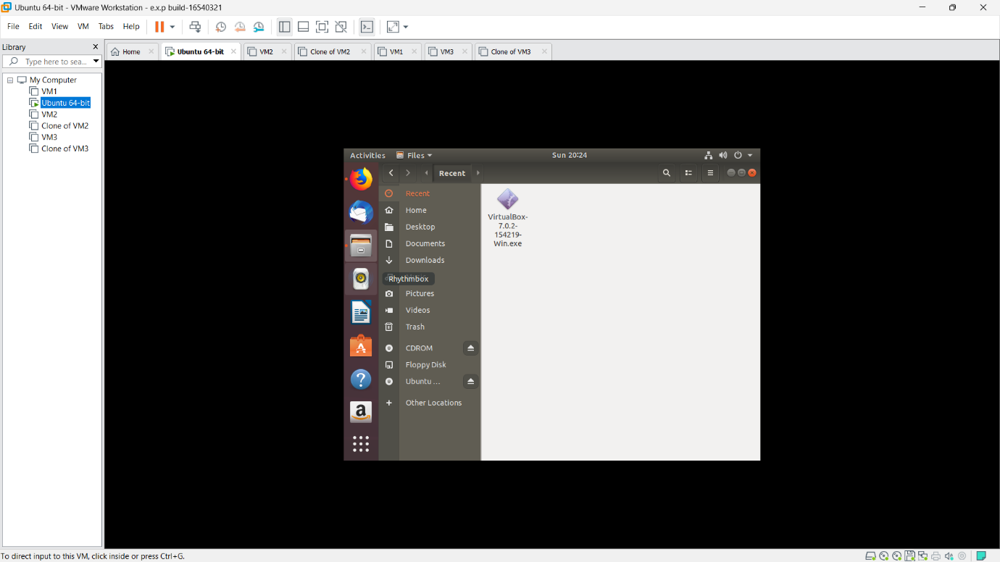 Ubuntu 64-bit - VMware Workstation - e.x.p build-16540321
File Edit View VM Tabs Help
Library
Home Ubuntu 64-bit VM2 Clone of VM2 VM1 VM3 Clone of VM3
Type here to sea...
My Computer
VM1
Ubuntu 64-bit
VM2
Clone of VM2
VM3
Clone of VM3
Activities Files Sun 20:24
Recent
Recent
Home
Desktop
Documents
Downloads
Rhythmbox
Pictures
Videos
Trash
CDROM
Floppy Disk
Ubuntu ...
Other Locations
VirtualBox-
7.0.2-
154219-
Win.exe
To direct input to this VM, click inside or press Ctrl+G.